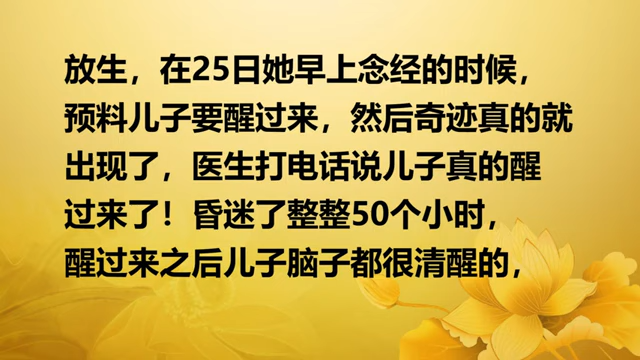 放生，在25日她早上念经的时候，
预料儿子要醒过来，然后奇迹真的就
出现了，医生打电话说儿子真的醒
过来了！昏迷了整整50个小时，
醒过来之后儿子脑子都很清醒的，